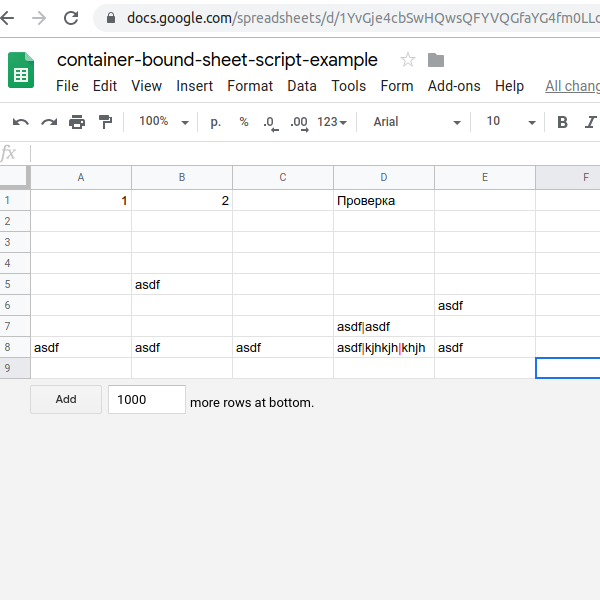 docs.google.com/spreadsheets/d/1YvGje4cbSwHQwsQFYVQGfaYG4fm0LLc
container-bound-sheet-script-example
File Edit View Insert Format Data Tools Form Add-ons Help All chang
100% р. % .0 .00 123 Arial 10 B I
fx
A B C D E F
1 1 2 Проверка
2
3
4
5 asdf
6 asdf
7 asdf|asdf
8 asdf asdf asdf asdf|kjhkjh|khjh asdf
9
Add 1000 more rows at bottom.